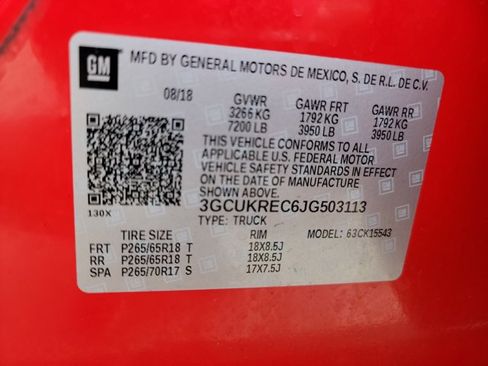 GM
MFD BY GENERAL MOTORS DE MEXICO, S. DE R.L. DE C.V.
08/18 GVWR GAWR FRT GAWR RR
3266 KG 1792 KG 1792 KG
7200 LB 3950 LB 3950 LB
THIS VEHICLE CONFORMS TO ALL
APPLICABLE U.S. FEDERAL MOTOR
VEHICLE SAFETY STANDARDS IN EFFECT
ON THE DATE OF MANUFACTURE SHOWN
ABOVE.
3GCUKREC6JG503113
130X TYPE: TRUCK
TIRE SIZE RIM MODEL: 63CK15543
FRT P265/65R18 T 18X8.5J
RR P265/65R18 T 18X8.5J
SPA P265/70R17 S 17X7.5J